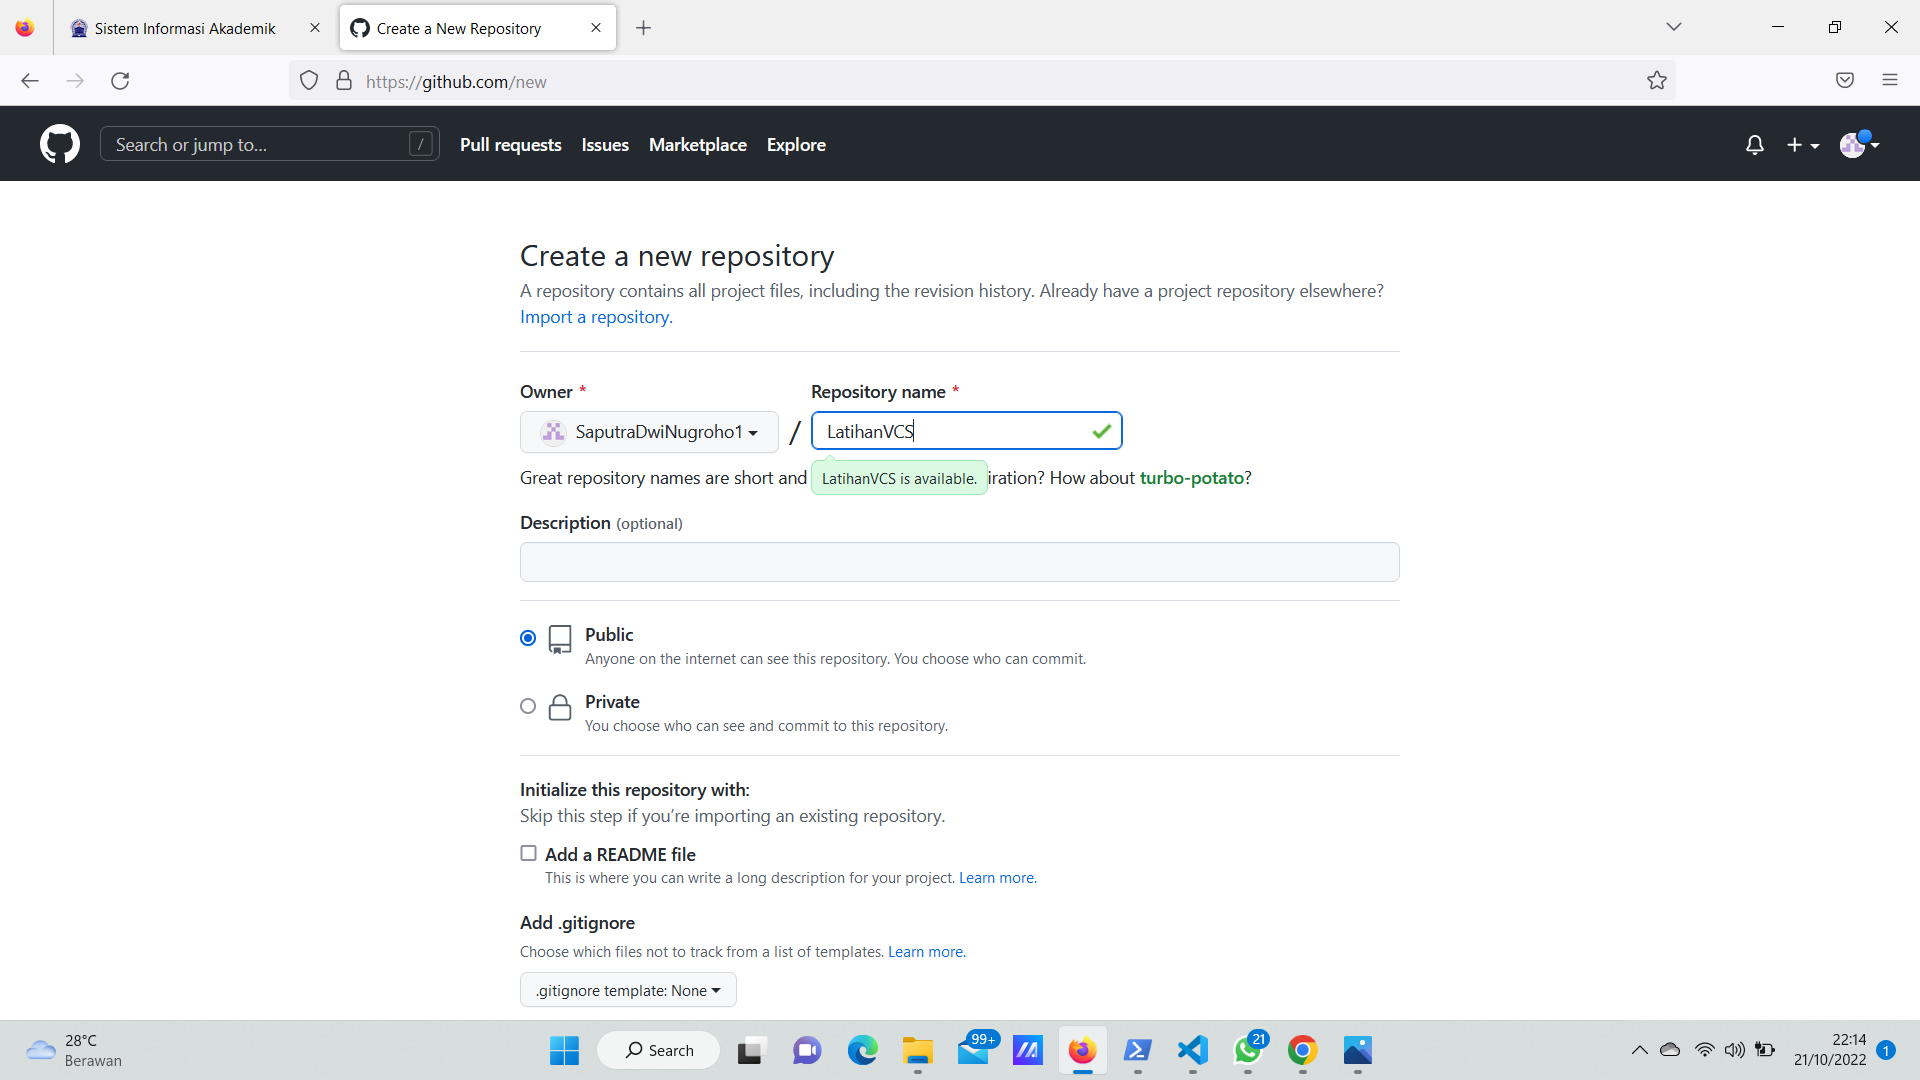 Sistem Informasi Akademik
Create a New Repository
https://github.com/new
Search or jump to...
/
Pull requests
Issues
Marketplace
Explore
Create a new repository
A repository contains all project files, including the revision history. Already have a project repository elsewhere?
Import a repository.
Owner *
Repository name *
SaputraDwiNugroho1
/
LatihanVCS
Great repository names are short and
LatihanVCS is available.
iration? How about turbo-potato?
Description (optional)
Public
Anyone on the internet can see this repository. You choose who can commit.
Private
You choose who can see and commit to this repository.
Initialize this repository with:
Skip this step if you’re importing an existing repository.
Add a README file
This is where you can write a long description for your project. Learn more.
Add .gitignore
Choose which files not to track from a list of templates. Learn more.
.gitignore template: None
28°C
Berawan
Search
99+
21
22:14
21/10/2022
1